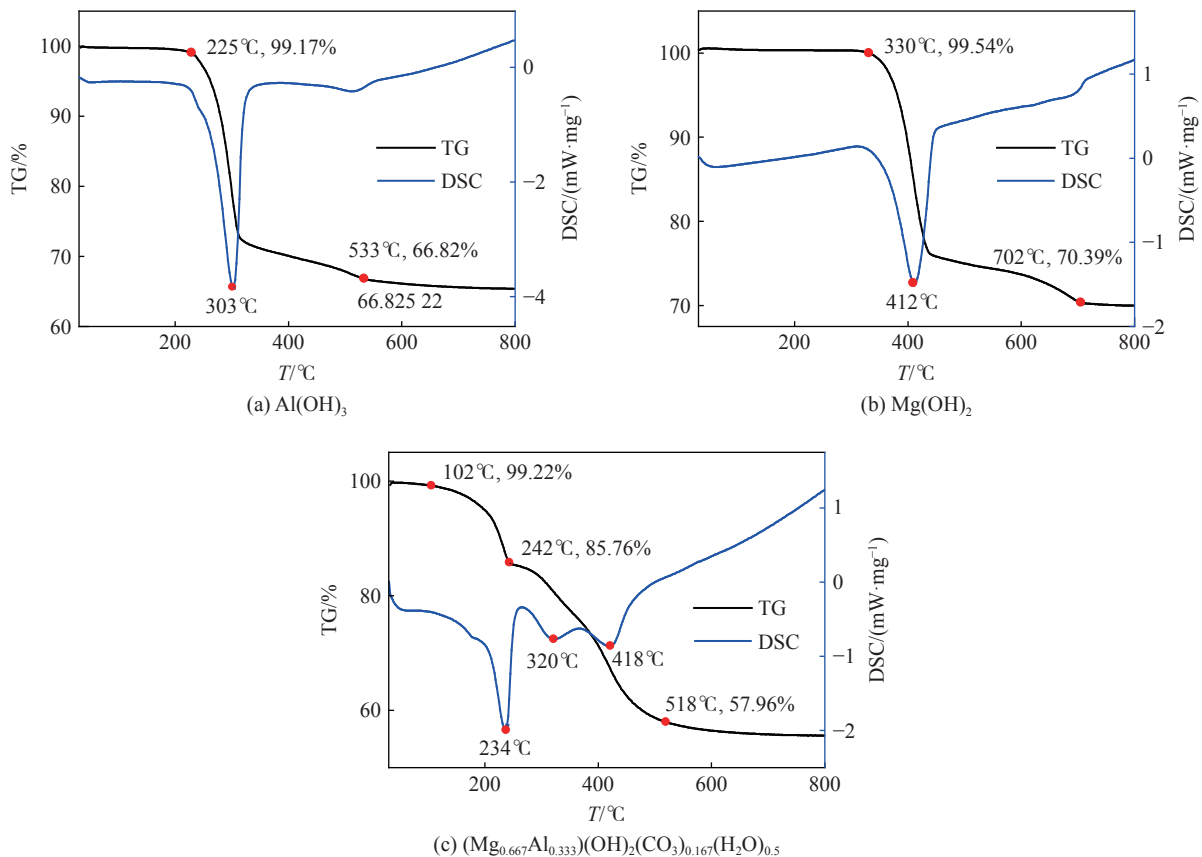 225℃, 99.17%
TG
DSC
533℃, 66.82%
66.825 22
303℃
100
90
80
70
60
TG/%
0
−2
−4
DSC/(mW·mg⁻¹)
200 400 600 800
T/℃
(a) Al(OH)₃
330℃, 99.54%
TG
DSC
702℃, 70.39%
412℃
100
90
80
70
TG/%
1
0
−1
−2
DSC/(mW·mg⁻¹)
200 400 600 800
T/℃
(b) Mg(OH)₂
102℃, 99.22%
242℃, 85.76%
TG
DSC
320℃
418℃
518℃, 57.96%
234℃
100
80
60
TG/%
1
0
−1
−2
DSC/(mW·mg⁻¹)
200 400 600 800
T/℃
(c) (Mg₀.₆₆₇Al₀.₃₃₃)(OH)₂(CO₃)₀.₁₆₇(H₂O)₀.₅